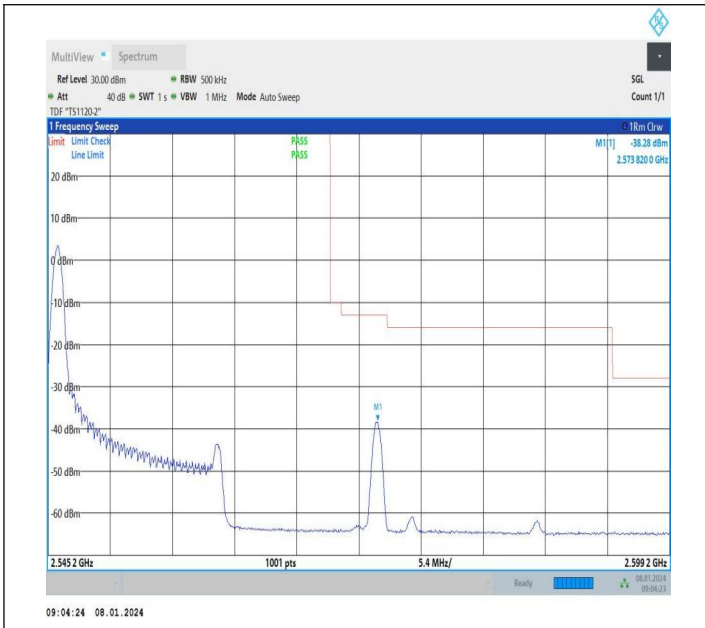 R&S
MultiView Spectrum
Ref Level 30.00 dBm RBW 500 kHz SGL
Att 40 dB SWT 1 s VBW 1 MHz Mode Auto Sweep Count 1/1
TDF "TS1120-2"
1 Frequency Sweep 1Rm Clrw
Limit Limit Check PASS M1[1] -38.28 dBm
Line Limit PASS 2.573 820 0 GHz
20 dBm
10 dBm
0 dBm
-10 dBm
-20 dBm
-30 dBm
M1
-40 dBm
-50 dBm
-60 dBm
2.545 2 GHz 1001 pts 5.4 MHz/ 2.599 2 GHz
Ready 08.01.2024
09:04:23
09:04:24 08.01.2024